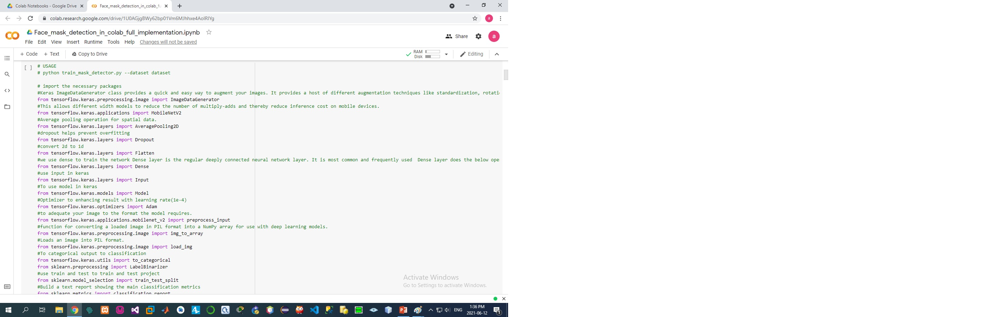 Colab Notebooks - Google Drive
Face_mask_detection_in_colab_fu
colab.research.google.com/drive/1U0AGjgBWy62bp01Vm6MJhhxe4AoIRIYg
a
Face_mask_detection_in_colab_full_implementation.ipynb
Share
a
File Edit View Insert Runtime Tools Help Changes will not be saved
+ Code + Text Copy to Drive
RAM
Disk
Editing
[ ]
# USAGE
# python train_mask_detector.py --dataset dataset
# import the necessary packages
#Keras ImageDataGenerator class provides a quick and easy way to augment your images. It provides a host of different augmentation techniques like standardization, rotati
from tensorflow.keras.preprocessing.image import ImageDataGenerator
#This allows different width models to reduce the number of multiply-adds and thereby reduce inference cost on mobile devices.
from tensorflow.keras.applications import MobileNetV2
#Average pooling operation for spatial data.
from tensorflow.keras.layers import AveragePooling2D
#dropout helps prevent overfitting
from tensorflow.keras.layers import Dropout
#convert 2d to 1d
from tensorflow.keras.layers import Flatten
#we use dense to train the network Dense layer is the regular deeply connected neural network layer. It is most common and frequently used  Dense layer does the below ope
from tensorflow.keras.layers import Dense
#use input in keras
from tensorflow.keras.layers import Input
#To use model in keras
from tensorflow.keras.models import Model
#Optimizer to enhancing result with learning rate(1e-4)
from tensorflow.keras.optimizers import Adam
#to adequate your image to the format the model requires.
from tensorflow.keras.applications.mobilenet_v2 import preprocess_input
#function for converting a loaded image in PIL format into a NumPy array for use with deep learning models.
from tensorflow.keras.preprocessing.image import img_to_array
#Loads an image into PIL format.
from tensorflow.keras.preprocessing.image import load_img
#To categorical output to classification
from tensorflow.keras.utils import to_categorical
from sklearn.preprocessing import LabelBinarizer
#use train and test to train and test project
from sklearn.model_selection import train_test_split
#Build a text report showing the main classification metrics
from sklearn.metrics import classification_report
Activate Windows
Go to Settings to activate Windows.
ENG
1:36 PM
2021-06-12
1